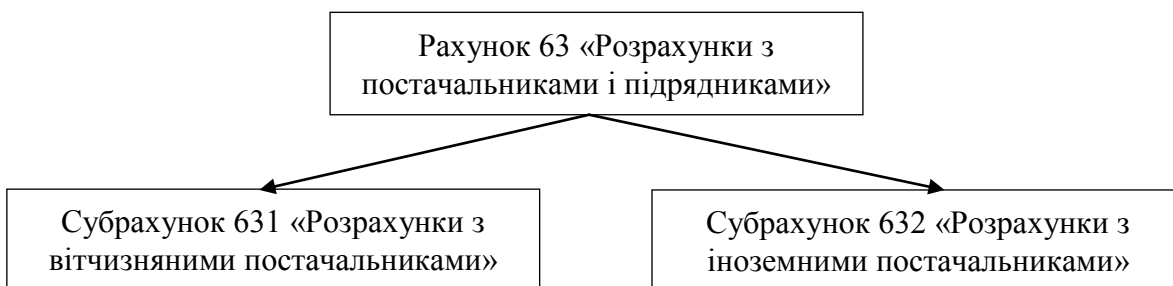 Рахунок 63 «Розрахунки з
постачальниками і підрядниками»
Субрахунок 631 «Розрахунки з
вітчизняними постачальниками»
Субрахунок 632 «Розрахунки з
іноземними постачальниками»